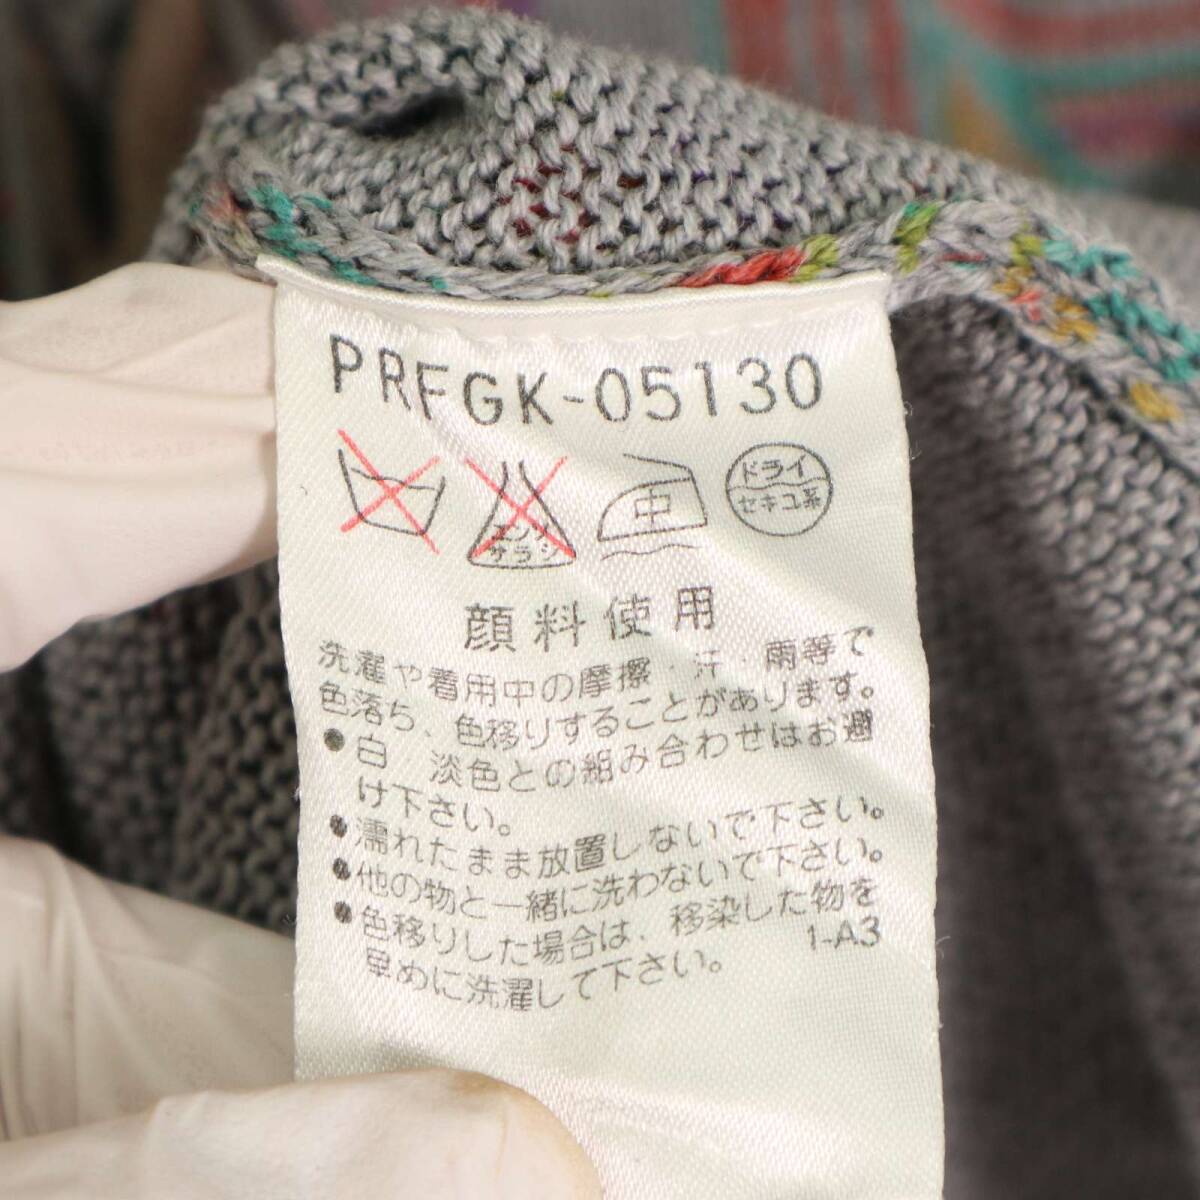 PRFGK-05130
エンソ
サラシ
中
ドライ
セキユ系
顔料使用
洗濯や着用中の摩擦・汗・雨等で
色落ち、色移りすることがあります。
●白 淡色との組み合わせはお避
け下さい。
●濡れたまま放置しないで下さい。
●他の物と一緒に洗わないで下さい。
●色移りした場合は、移染した物を
早めに洗濯して下さい。
1-A3